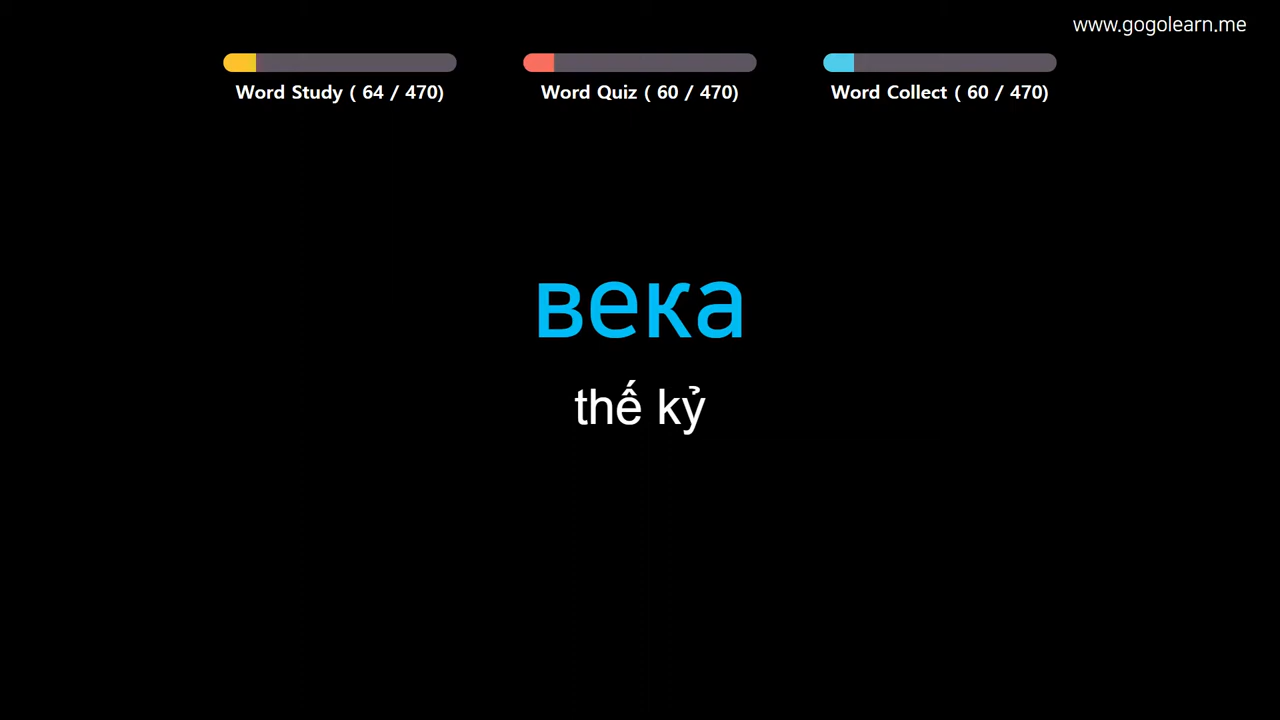 www.gogolearn.me
Word Study ( 64 / 470)
Word Quiz ( 60 / 470)
Word Collect ( 60 / 470)
века
thế kỷ